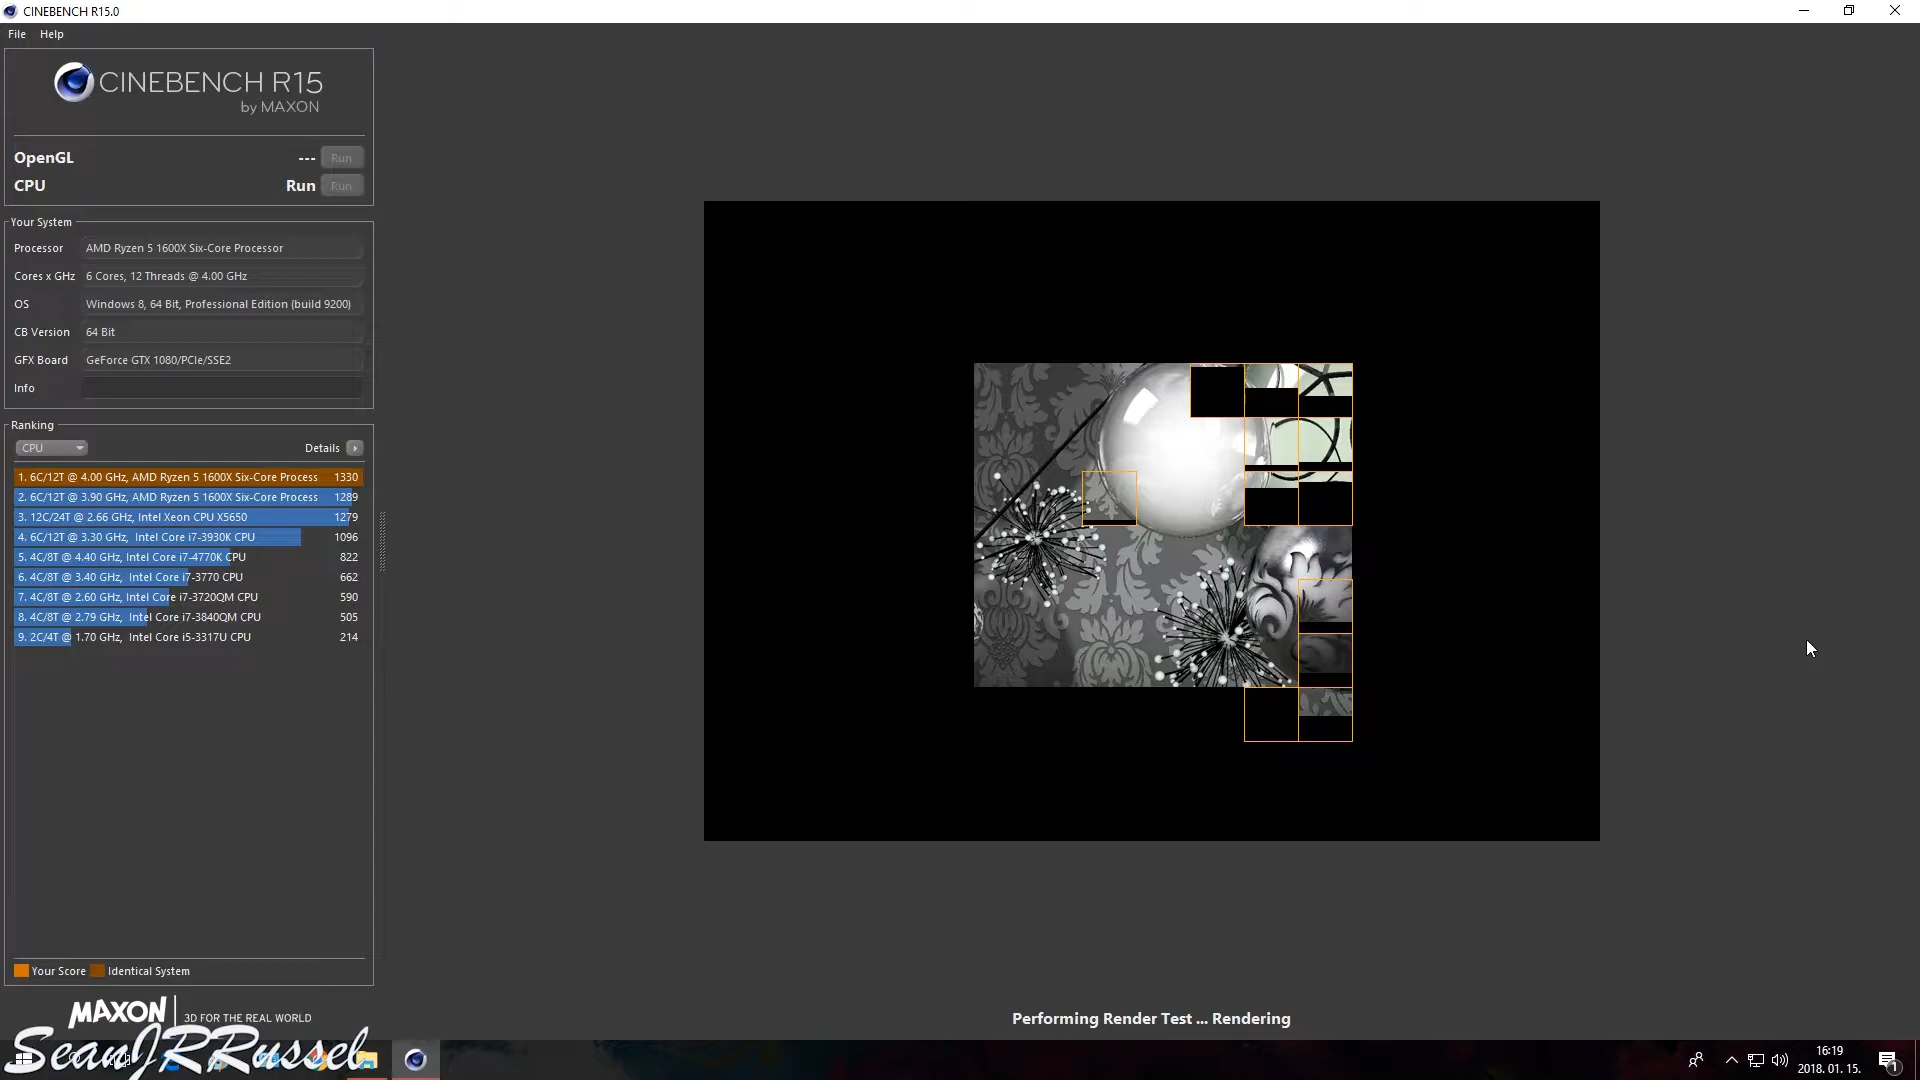 CINEBENCH R15.0
File Help
CINEBENCH R15
by MAXON
OpenGL --- Run
CPU Run Run
Your System
Processor AMD Ryzen 5 1600X Six-Core Processor
Cores x GHz 6 Cores, 12 Threads @ 4.00 GHz
OS Windows 8, 64 Bit, Professional Edition (build 9200)
CB Version 64 Bit
GFX Board GeForce GTX 1080/PCIe/SSE2
Info
Ranking
CPU Details
1. 6C/12T @ 4.00 GHz, AMD Ryzen 5 1600X Six-Core Process 1330
2. 6C/12T @ 3.90 GHz, AMD Ryzen 5 1600X Six-Core Process 1289
3. 12C/24T @ 2.66 GHz, Intel Xeon CPU X5650 1279
4. 6C/12T @ 3.30 GHz, Intel Core i7-3930K CPU 1096
5. 4C/8T @ 4.40 GHz, Intel Core i7-4770K CPU 822
6. 4C/8T @ 3.40 GHz, Intel Core i7-3770 CPU 662
7. 4C/8T @ 2.60 GHz, Intel Core i7-3720QM CPU 590
8. 4C/8T @ 2.79 GHz, Intel Core i7-3840QM CPU 505
9. 2C/4T @ 1.70 GHz, Intel Core i5-3317U CPU 214
Your Score Identical System
MAXON 3D FOR THE REAL WORLD
Performing Render Test ... Rendering
SeanJRRussel
16:19
2018. 01. 15.
1